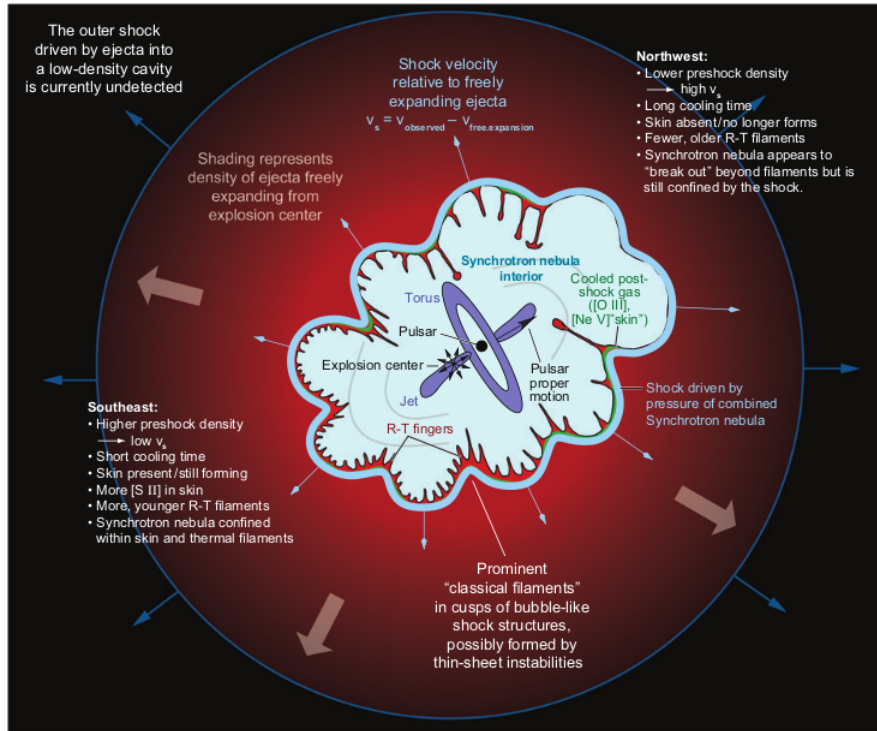 The outer shock
driven by ejecta into
a low-density cavity
is currently undetected
Shock velocity
relative to freely
expanding ejecta
v_s = v_observed – v_free.expansion
Northwest:
• Lower preshock density
→ high v_s
• Long cooling time
• Skin absent/no longer forms
• Fewer, older R-T filaments
• Synchrotron nebula appears to
“break out” beyond filaments but is
still confined by the shock.
Shading represents
density of ejecta freely
expanding from
explosion center
Synchrotron nebula
interior
Cooled post-
shock gas
([O III],
[Ne V]"skin")
Torus
Pulsar
Explosion center
Pulsar
proper
motion
Jet
Shock driven by
pressure of combined
Synchrotron nebula
R-T fingers
Southeast:
• Higher preshock density
→ low v_s
• Short cooling time
• Skin present/still forming
• More [S II] in skin
• More, younger R-T filaments
• Synchrotron nebula confined
within skin and thermal filaments
Prominent
“classical filaments”
in cusps of bubble-like
shock structures,
possibly formed by
thin-sheet instabilities